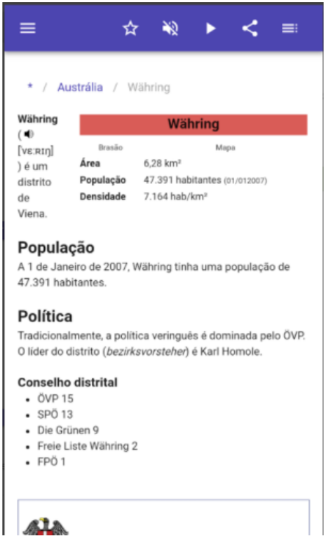 * / Austrália / Währing
Währing
(
[vɛːrɪŋ]
) é um
distrito
de
Viena.
Währing
Brasão Mapa
Área 6,28 km²
População 47.391 habitantes (01/012007)
Densidade 7.164 hab/km²
População
A 1 de Janeiro de 2007, Währing tinha uma população de
47.391 habitantes.
Política
Tradicionalmente, a política veringuês é dominada pelo ÖVP.
O líder do distrito (bezirksvorsteher) é Karl Homole.
Conselho distrital
• ÖVP 15
• SPÖ 13
• Die Grünen 9
• Freie Liste Währing 2
• FPÖ 1